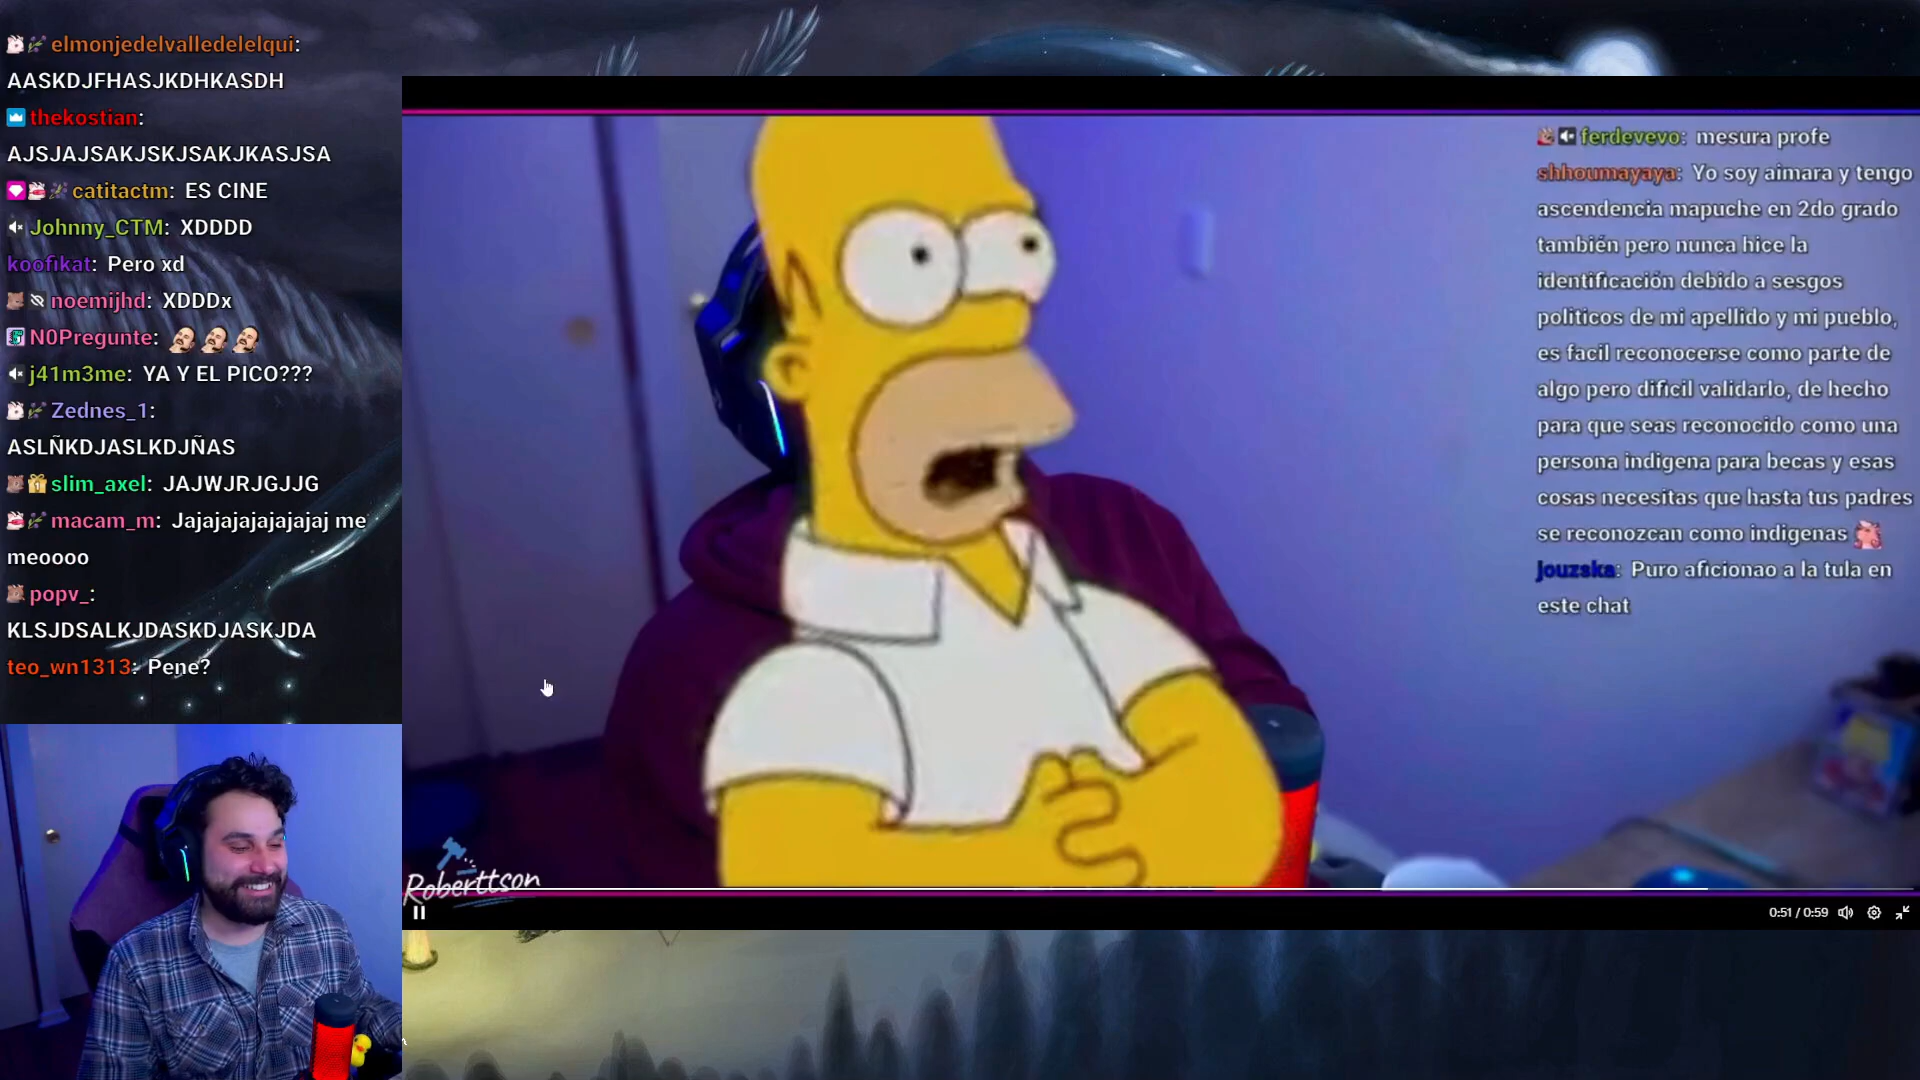 elmonjedelvalledelelqui:
AASKDJFHASJKDHKASDH
thekostian:
AJSJAJSAKJSKJSAKJKASJSA
catitactm: ES CINE
Johnny_CTM: XDDDD
koofikat: Pero xd
noemijhd: XDDDx
N0Pregunte:
j41m3me: YA Y EL PICO???
Zednes_1:
ASLÑKDJASLKDJÑAS
slim_axel: JAJWJRJGJJG
macam_m: Jajajajajajajaj me
meoooo
popv_:
KLSJDSALKJDASKDJASKJDA
teo_wn1313: Pene?
ferdevevo: mesura profe
shhoumayaya: Yo soy aimara y tengo
ascendencia mapuche en 2do grado
también pero nunca hice la
identificación debido a sesgos
politicos de mi apellido y mi pueblo,
es facil reconocerse como parte de
algo pero dificil validarlo, de hecho
para que seas reconocido como una
persona indigena para becas y esas
cosas necesitas que hasta tus padres
se reconozcan como indigenas
jouzska: Puro aficionao a la tula en
este chat
Roberttson
0:51 / 0:59